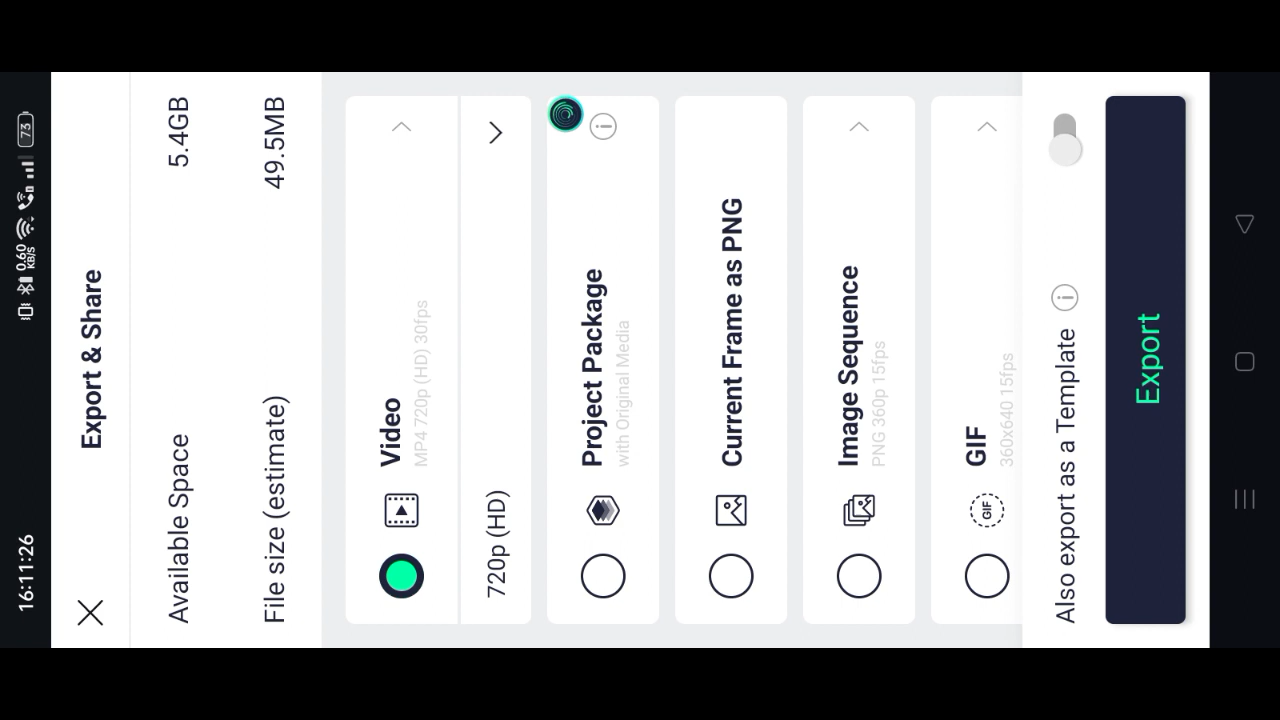 16:11:26
0.60
KB/S
73
Export & Share
Available Space
5.4GB
File size (estimate)
49.5MB
Video
MP4 720p (HD) 30fps
720p (HD)
Project Package
with Original Media
Current Frame as PNG
Image Sequence
PNG 360p 15fps
GIF
GIF
360x640 15fps
Also export as a Template
Export